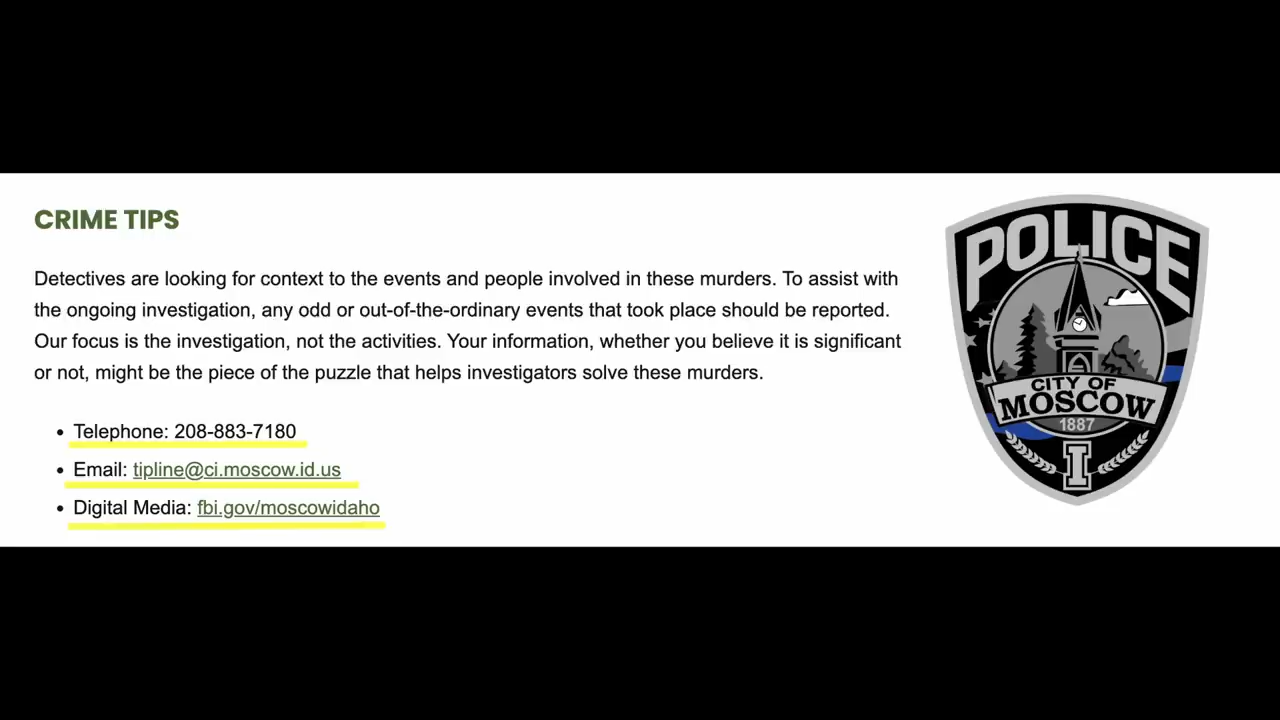 CRIME TIPS
Detectives are looking for context to the events and people involved in these murders. To assist with
the ongoing investigation, any odd or out-of-the-ordinary events that took place should be reported.
Our focus is the investigation, not the activities. Your information, whether you believe it is significant
or not, might be the piece of the puzzle that helps investigators solve these murders.
• Telephone: 208-883-7180
• Email: tipline@ci.moscow.id.us
• Digital Media: fbi.gov/moscowidaho
POLICE
CITY OF
MOSCOW
1887
I